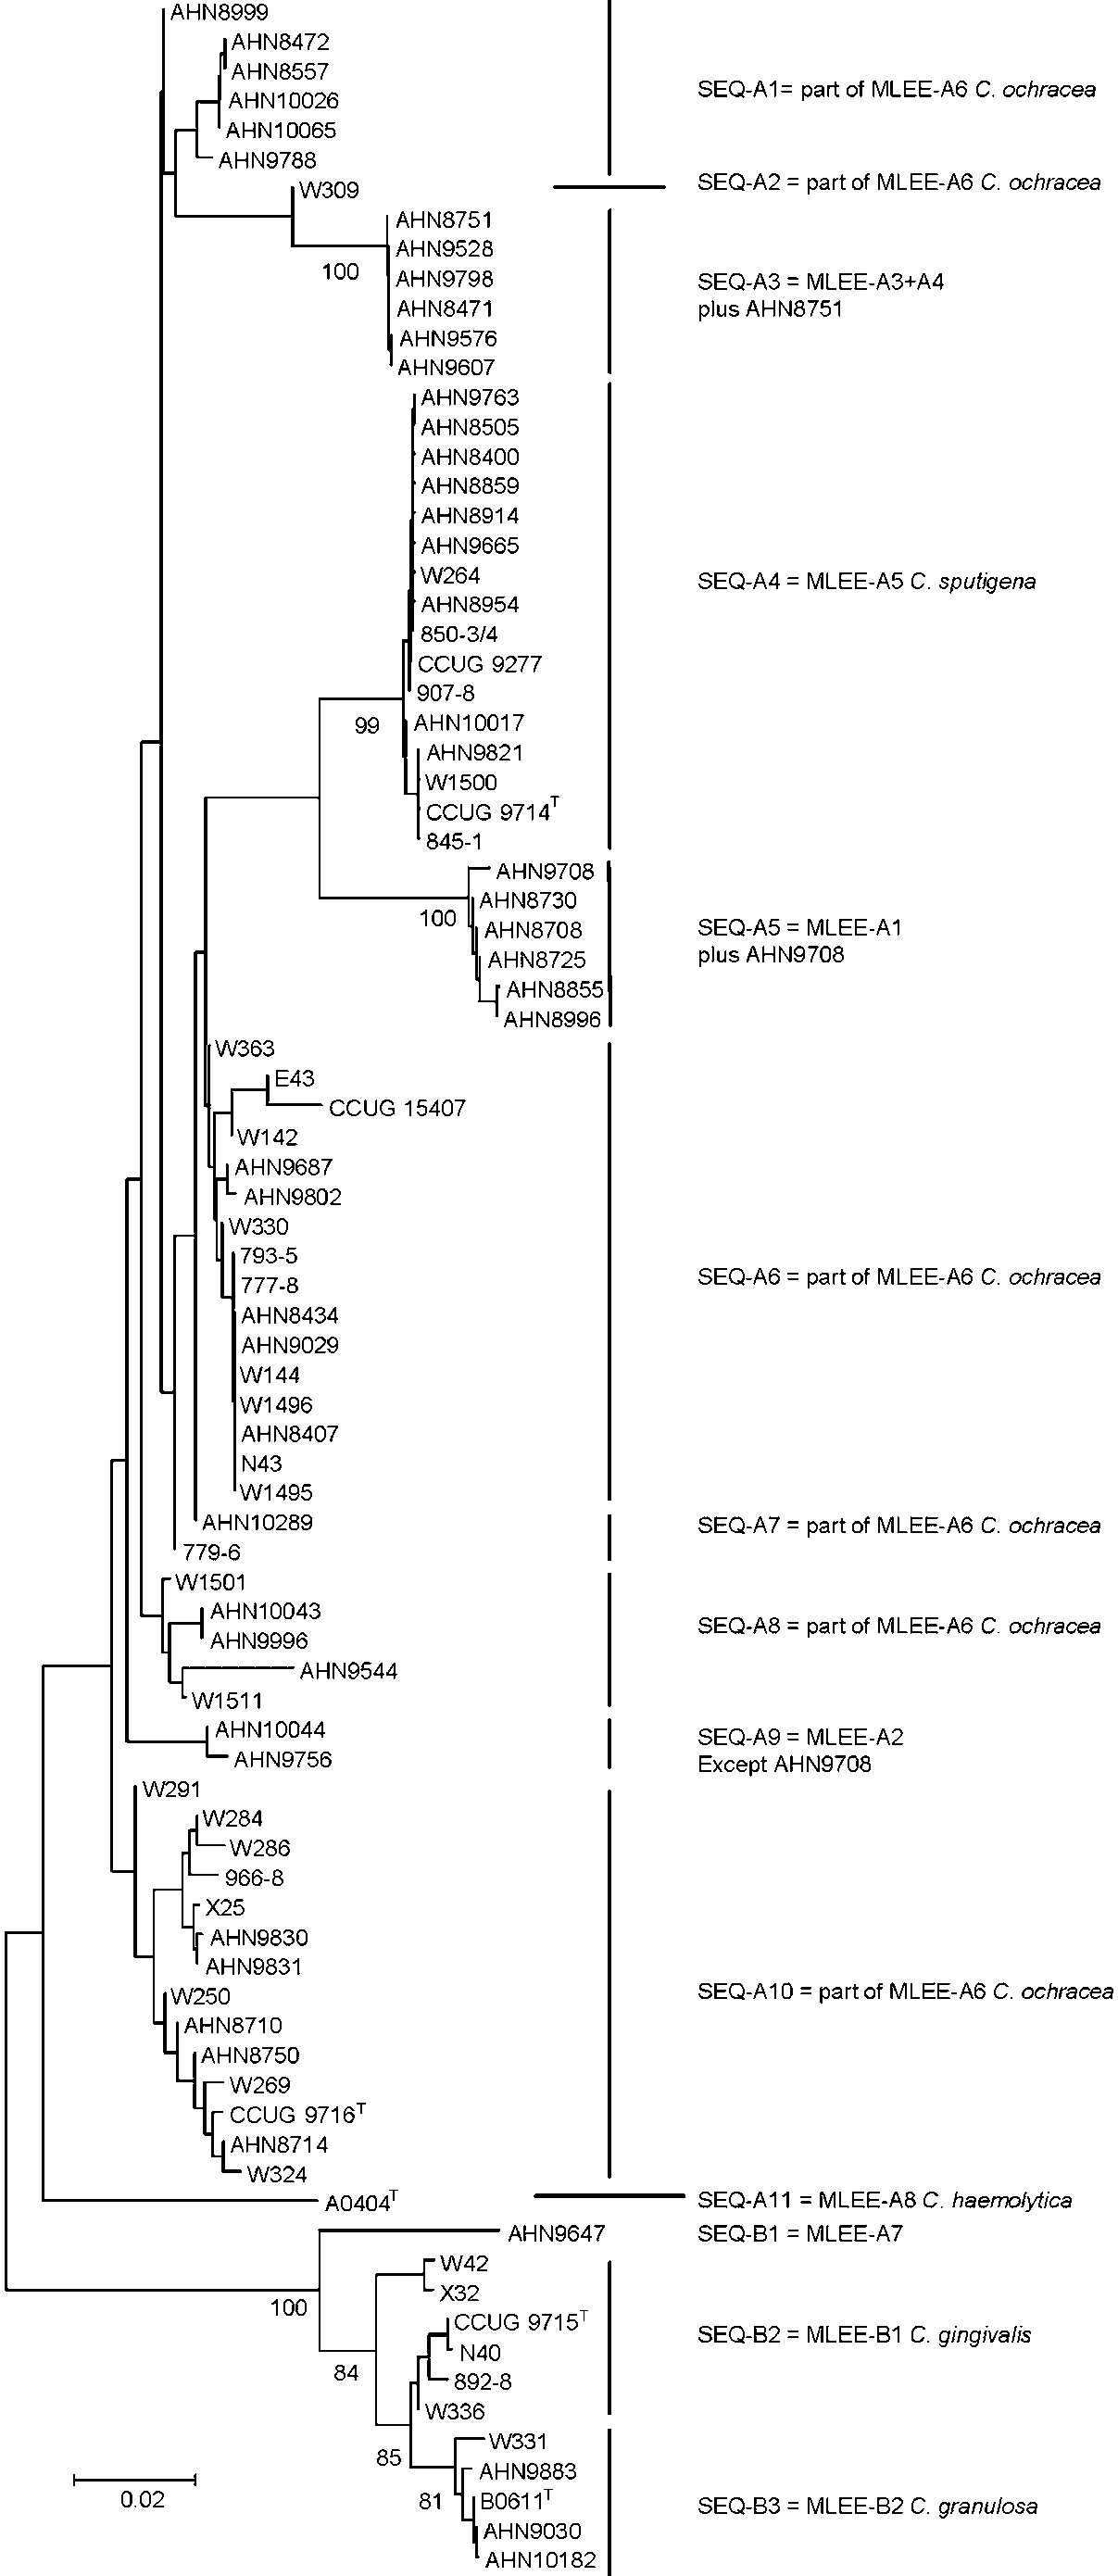 AHN8999
AHN8472
AHN8557
SEQ-A1= part of MLEE-A6 C. ochracea
AHN10026
AHN10065
AHN9788
SEQ-A2 = part of MLEE-A6 C. ochracea
W309
AHN8751
AHN9528
100
AHN9798
SEQ-A3 = MLEE-A3+A4
plus AHN8751
AHN8471
AHN9576
AHN9607
AHN9763
AHN8505
AHN8400
AHN8859
AHN8914
AHN9665
W264
SEQ-A4 = MLEE-A5 C. sputigena
AHN8954
850-3/4
CCUG 9277
907-8
99
AHN10017
AHN9821
W1500
CCUG 9714T
845-1
AHN9708
AHN8730
100
AHN8708
SEQ-A5 = MLEE-A1
plus AHN9708
AHN8725
AHN8855
AHN8996
W363
E43
CCUG 15407
W142
AHN9687
AHN9802
W330
793-5
SEQ-A6 = part of MLEE-A6 C. ochracea
777-8
AHN8434
AHN9029
W144
W1496
AHN8407
N43
W1495
AHN10289
SEQ-A7 = part of MLEE-A6 C. ochracea
779-6
W1501
AHN10043
SEQ-A8 = part of MLEE-A6 C. ochracea
AHN9996
AHN9544
W1511
AHN10044
SEQ-A9 = MLEE-A2
Except AHN9708
AHN9756
W291
W284
W286
966-8
X25
AHN9830
AHN9831
SEQ-A10 = part of MLEE-A6 C. ochracea
W250
AHN8710
AHN8750
W269
CCUG 9716T
AHN8714
W324
A0404T
SEQ-A11 = MLEE-A8 C. haemolytica
AHN9647
SEQ-B1 = MLEE-A7
W42
X32
100
CCUG 9715T
SEQ-B2 = MLEE-B1 C. gingivalis
N40
84
892-8
W336
W331
85
AHN9883
81
B0611T
SEQ-B3 = MLEE-B2 C. granulosa
0.02
AHN9030
AHN10182